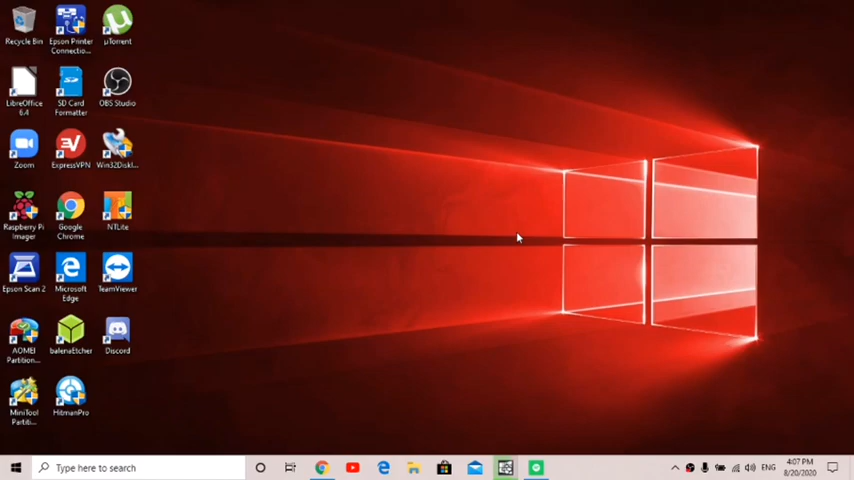 Recycle Bin
Epson Printer
Connectio...
µTorrent
LibreOffice
6.4
SD Card
Formatter
OBS Studio
Zoom
ExpressVPN
Win32DiskI...
Raspberry Pi
Imager
Google
Chrome
NTLite
Epson Scan 2
Microsoft
Edge
TeamViewer
AOMEI
Partition...
balenaEtcher
Discord
MiniTool
Partiti...
HitmanPro
Type here to search
ENG
4:07 PM
8/20/2020